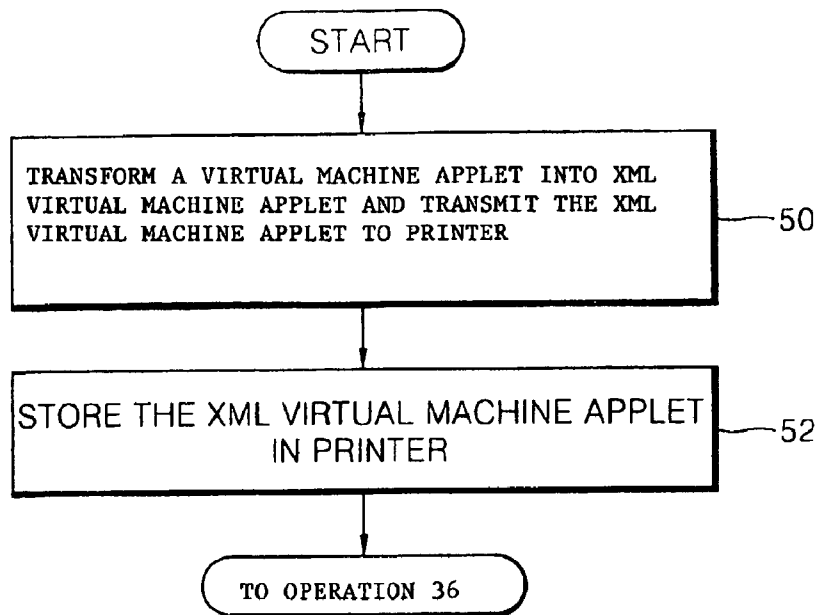 START
TRANSFORM A VIRTUAL MACHINE APPLET INTO XML
VIRTUAL MACHINE APPLET AND TRANSMIT THE XML
VIRTUAL MACHINE APPLET TO PRINTER
50
STORE THE XML VIRTUAL MACHINE APPLET
IN PRINTER
52
TO OPERATION 36